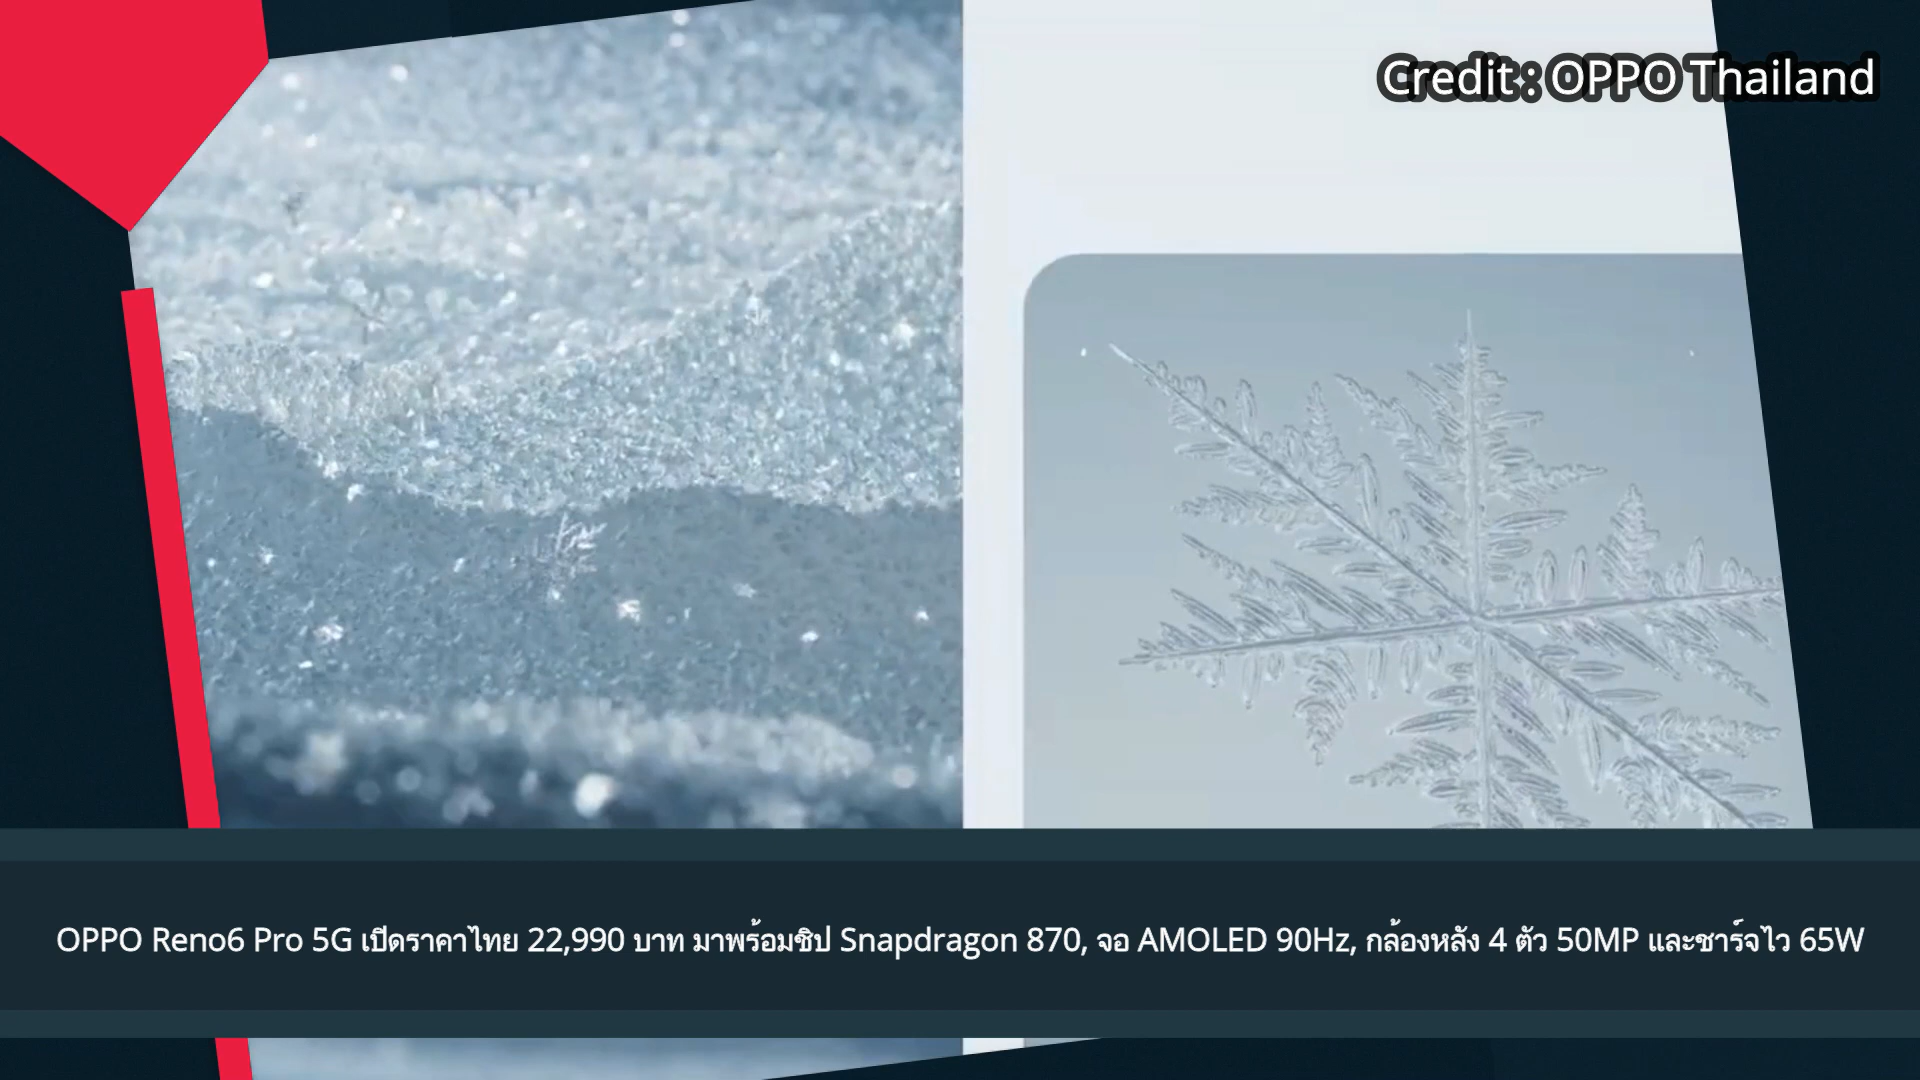 Credit : OPPO Thailand
OPPO Reno6 Pro 5G เปิดราคาไทย 22,990 บาท มาพร้อมชิป Snapdragon 870, จอ AMOLED 90Hz, กล้องหลัง 4 ตัว 50MP และชาร์จไว 65W